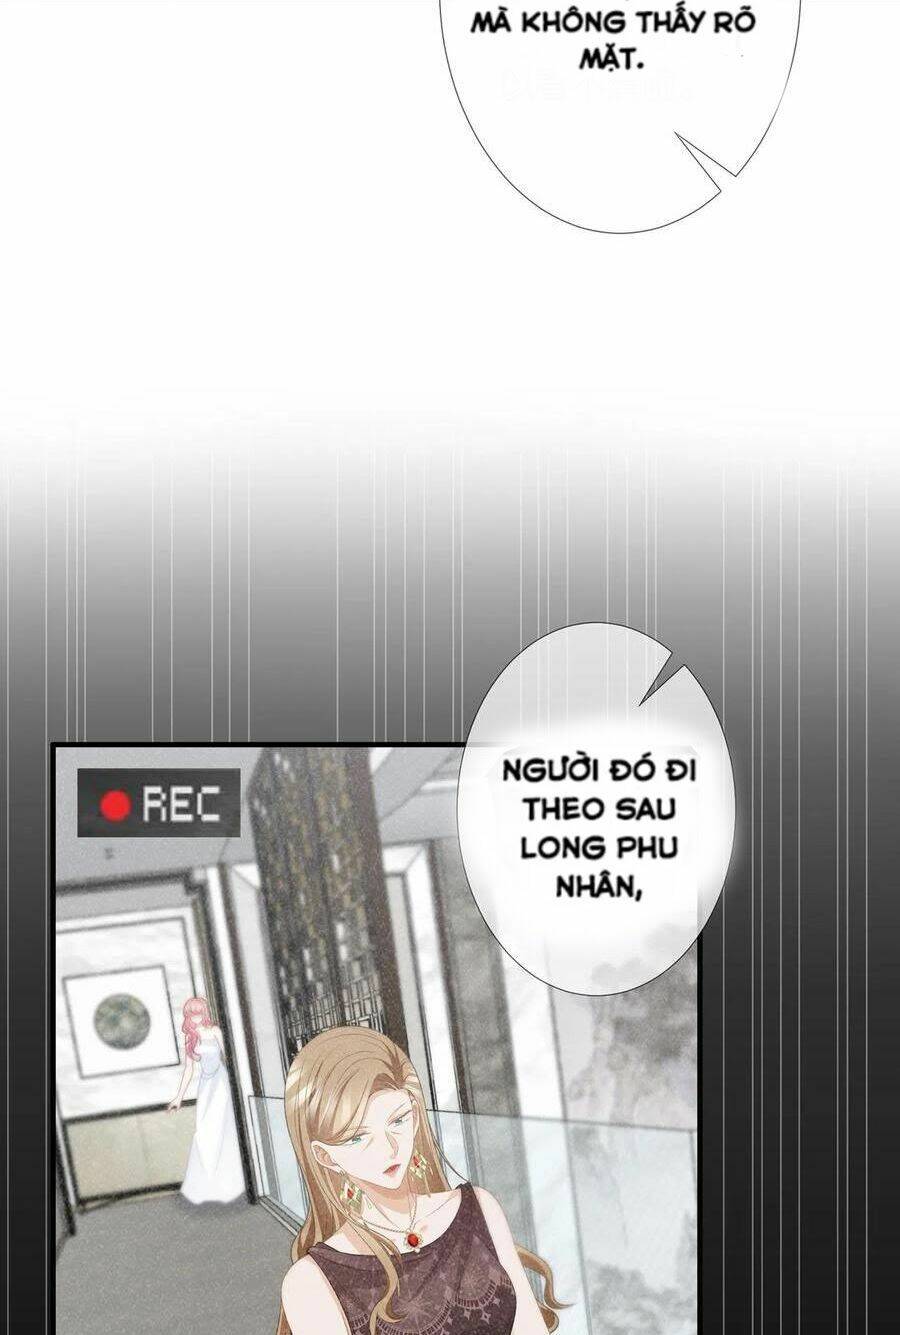 MÀ KHÔNG THẤY RÕ
MẶT.
REC
NGƯỜI ĐÓ ĐI
THEO SAU
LONG PHU
NHÂN,